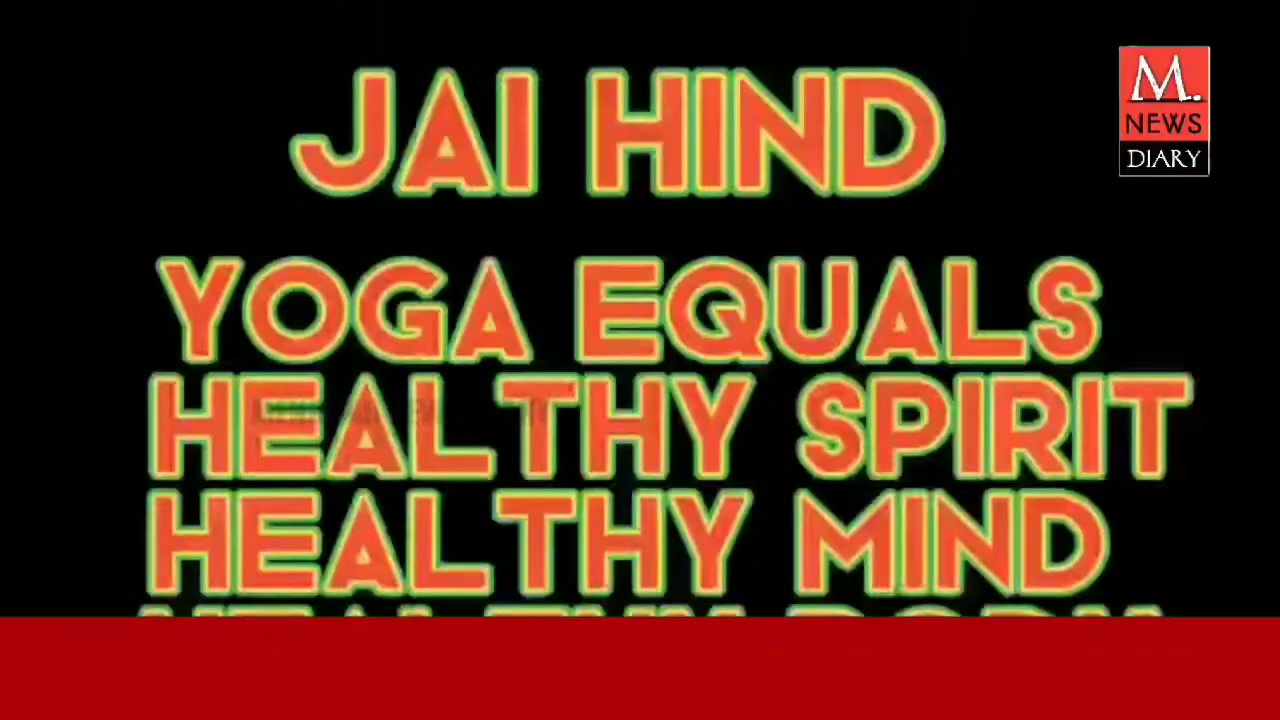 JAI HIND
M.
NEWS
DIARY
YOGA EQUALS
HEALTHY SPIRIT
HEALTHY MIND